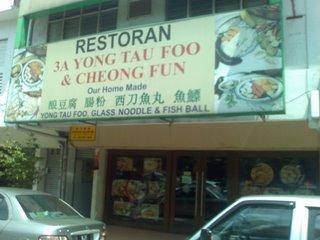 RESTORAN
3A YONG TAU FOO
& CHEONG FUN
Our Home Made
酿豆腐 腸粉 西刀魚丸 魚鰾
YONG TAU FOO, GLASS NOODLE & FISH BALL